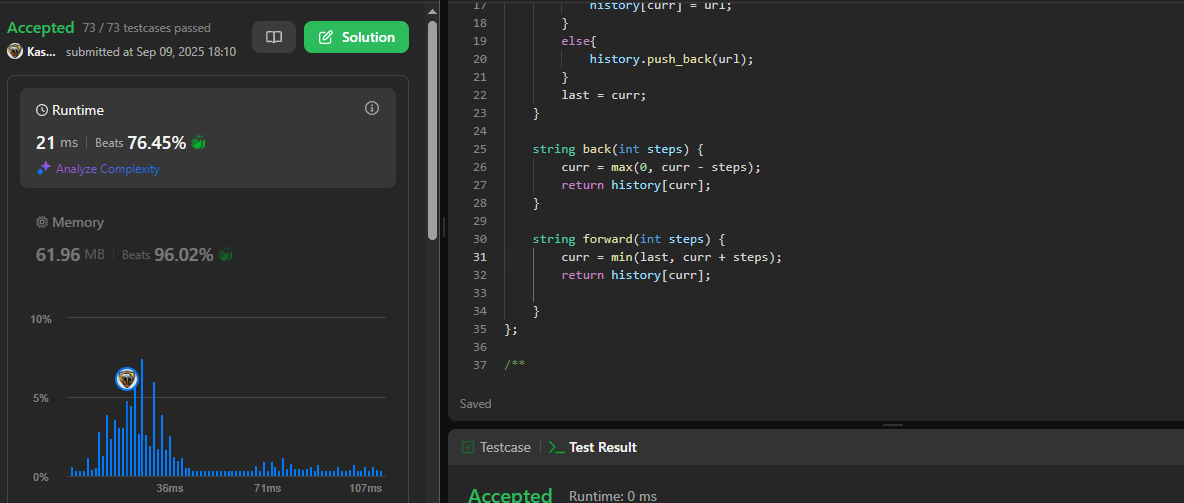 Accepted 73 / 73 testcases passed
Kas... submitted at Sep 09, 2025 18:10
Solution
Runtime
21 ms | Beats 76.45%
Analyze Complexity
Memory
61.96 MB | Beats 96.02%
10%
5%
0%
36ms 71ms 107ms
17 history[curr] = url;
18 }
19 else{
20 history.push_back(url);
21 }
22 last = curr;
23 }
24
25 string back(int steps) {
26 curr = max(0, curr - steps);
27 return history[curr];
28 }
29
30 string forward(int steps) {
31 curr = min(last, curr + steps);
32 return history[curr];
33
34 }
35 };
36
37 /**
Saved
Testcase | Test Result
Accepted Runtime: 0 ms